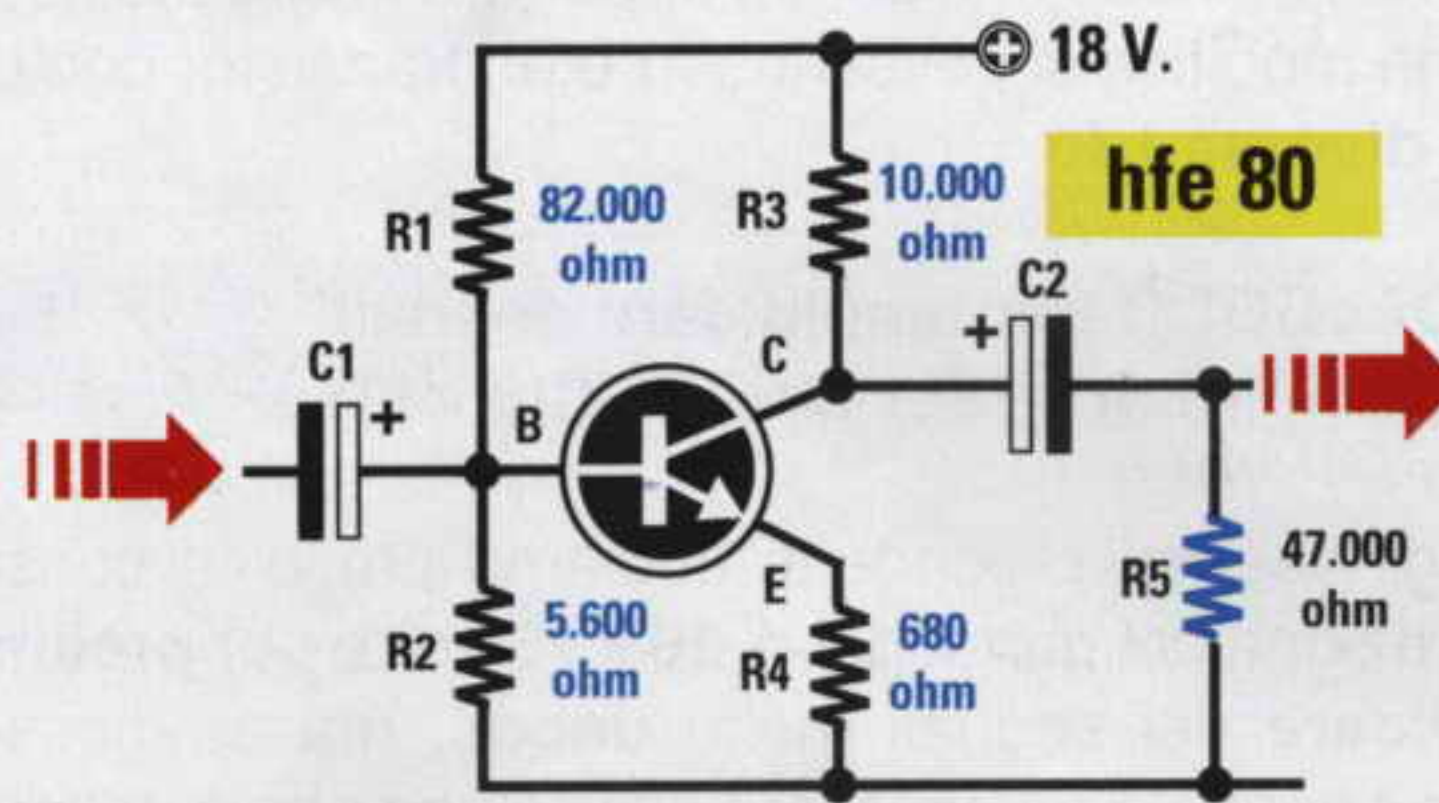 18 V.
hfe 80
R1
82.000
ohm
R3
10.000
ohm
C2
+
C1
+
B
C
E
R2
5.600
ohm
R4
680
ohm
R5
47.000
ohm